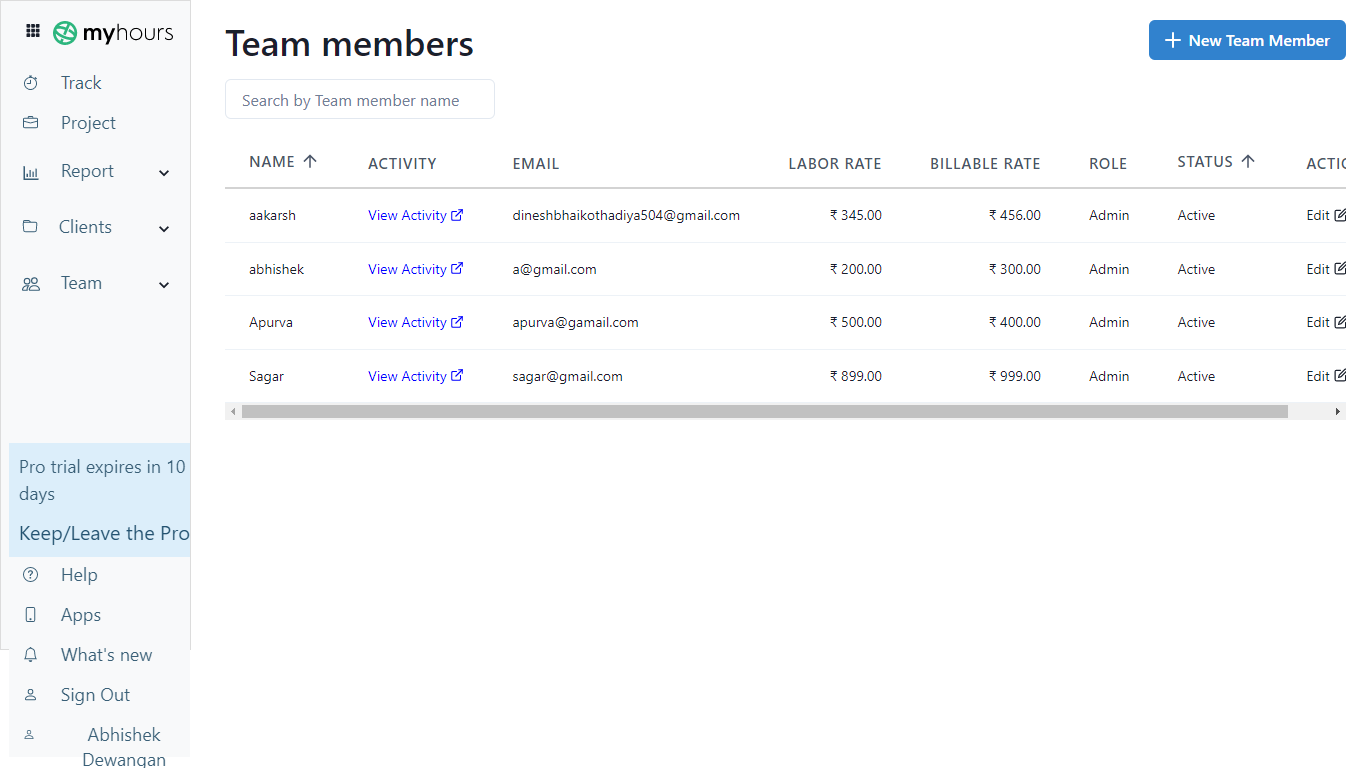 myhours
Track
Project
Report
Clients
Team
Pro trial expires in 10
days
Keep/Leave the Pro
Help
Apps
What's new
Sign Out
Abhishek
Dewangan
Team members
New Team Member
Search by Team member name
NAME ACTIVITY EMAIL LABOR RATE BILLABLE RATE ROLE STATUS ACTIC
aakarsh View Activity dineshbhaikothadiya504@gmail.com ₹ 345.00 ₹ 456.00 Admin Active Edit
abhishek View Activity a@gmail.com ₹ 200.00 ₹ 300.00 Admin Active Edit
Apurva View Activity apurva@gamail.com ₹ 500.00 ₹ 400.00 Admin Active Edit
Sagar View Activity sagar@gmail.com ₹ 899.00 ₹ 999.00 Admin Active Edit